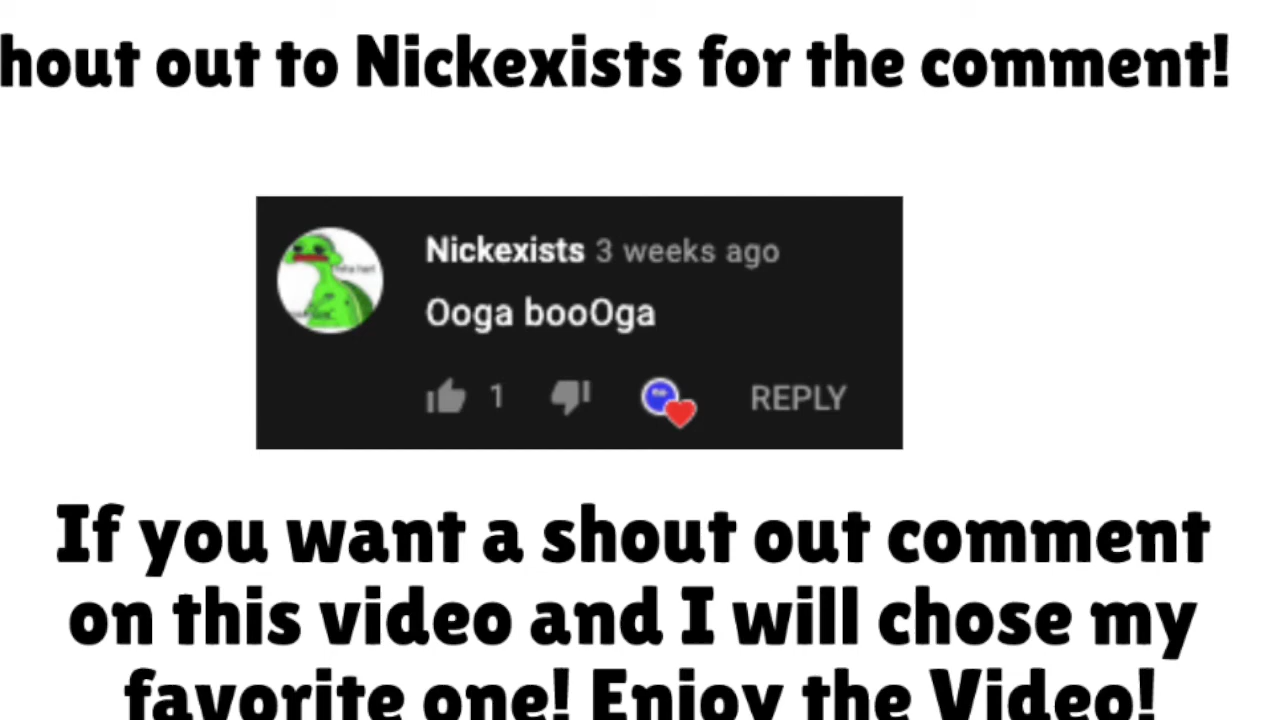 hout out to Nickexists for the comment!
Nickexists 3 weeks ago
Ooga booOga
1 REPLY
If you want a shout out comment
on this video and I will chose my
favorite one! Enjoy the Video!